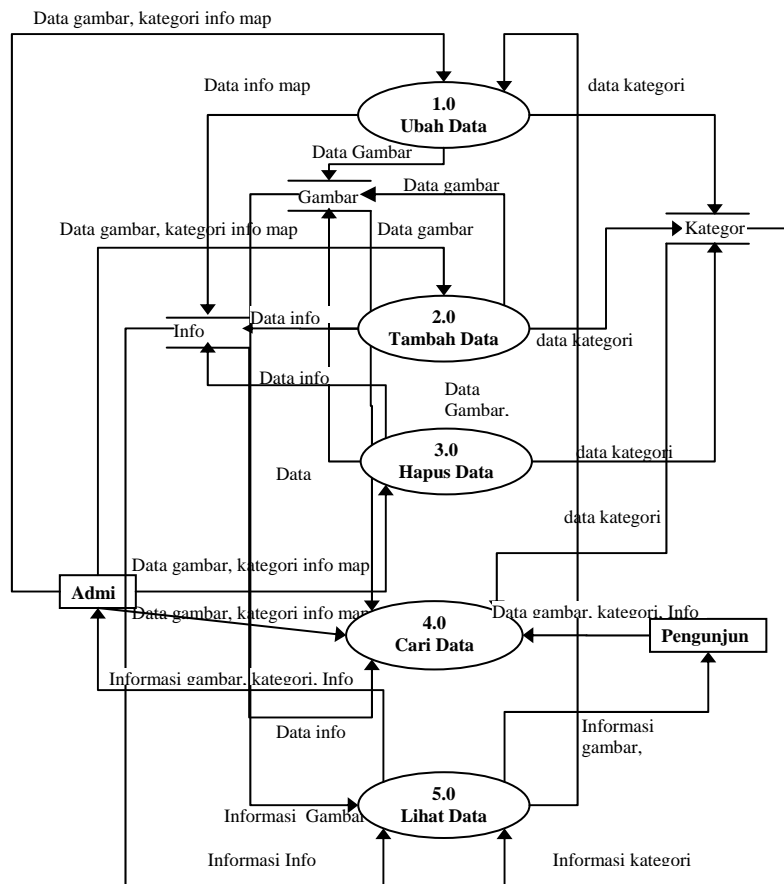 Data gambar, kategori info map
Data info map
1.0
Ubah Data
data kategori
Data Gambar
Gambar
Data gambar
Data gambar, kategori info map
Data gambar
Kategor
Info
Data info
2.0
Tambah Data
data kategori
Data info
Data
Gambar.
3.0
Hapus Data
data kategori
Data
data kategori
Data gambar, kategori info map
Admi
Data gambar, kategori info map
4.0
Cari Data
Data gambar, kategori, Info
Pengunjun
Informasi gambar, kategori, Info
Data info
Informasi
gambar,
5.0
Lihat Data
Informasi Gambar
Informasi Info
Informasi kategori